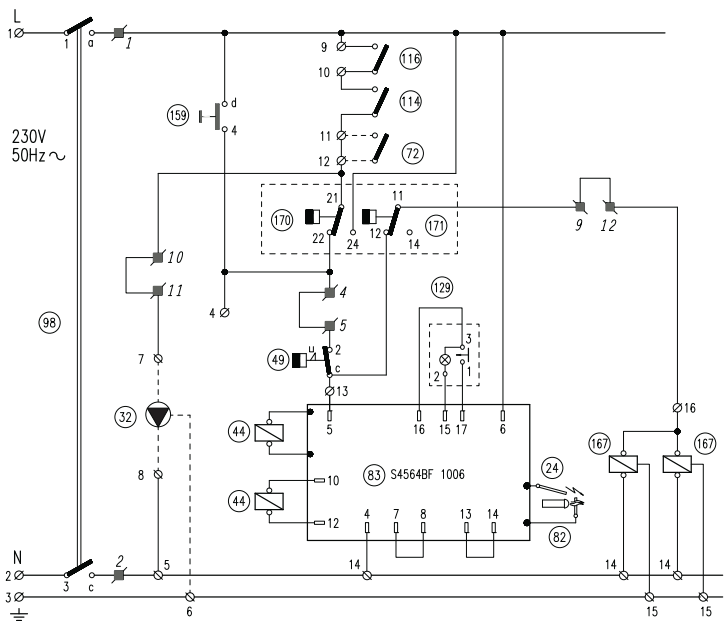 L
1 1 a 1
9
116
10
d
159
114
4
230V
50Hz
11
72
12
21 11
170 171
9 12
22 24 12 14
10
4 129
11
98 4
5
3
u 2
49
7 c 2 1
13 16
32
5 16 15 17 6
44 167 167
83 S4564BF 1006 24
8 10
44 4 7 8 13 14
12 82
N
2 3 c 2 5 14 14 14
3 6 15 15